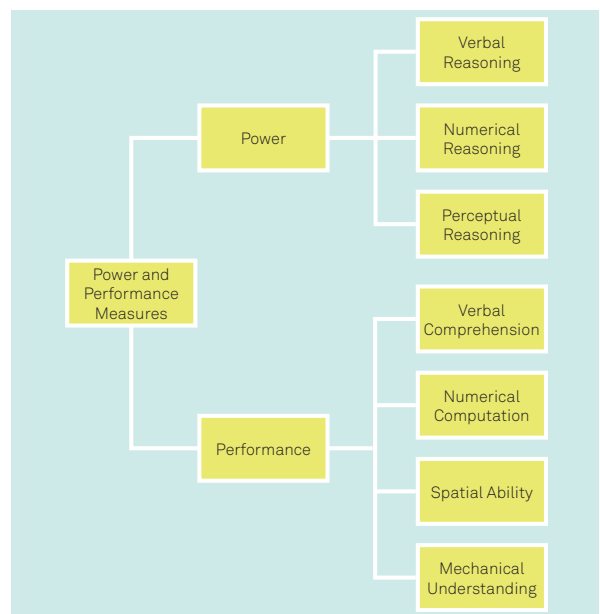 Power and
Performance
Measures
Power
Verbal
Reasoning
Numerical
Reasoning
Perceptual
Reasoning
Performance
Verbal
Comprehension
Numerical
Computation
Spatial Ability
Mechanical
Understanding